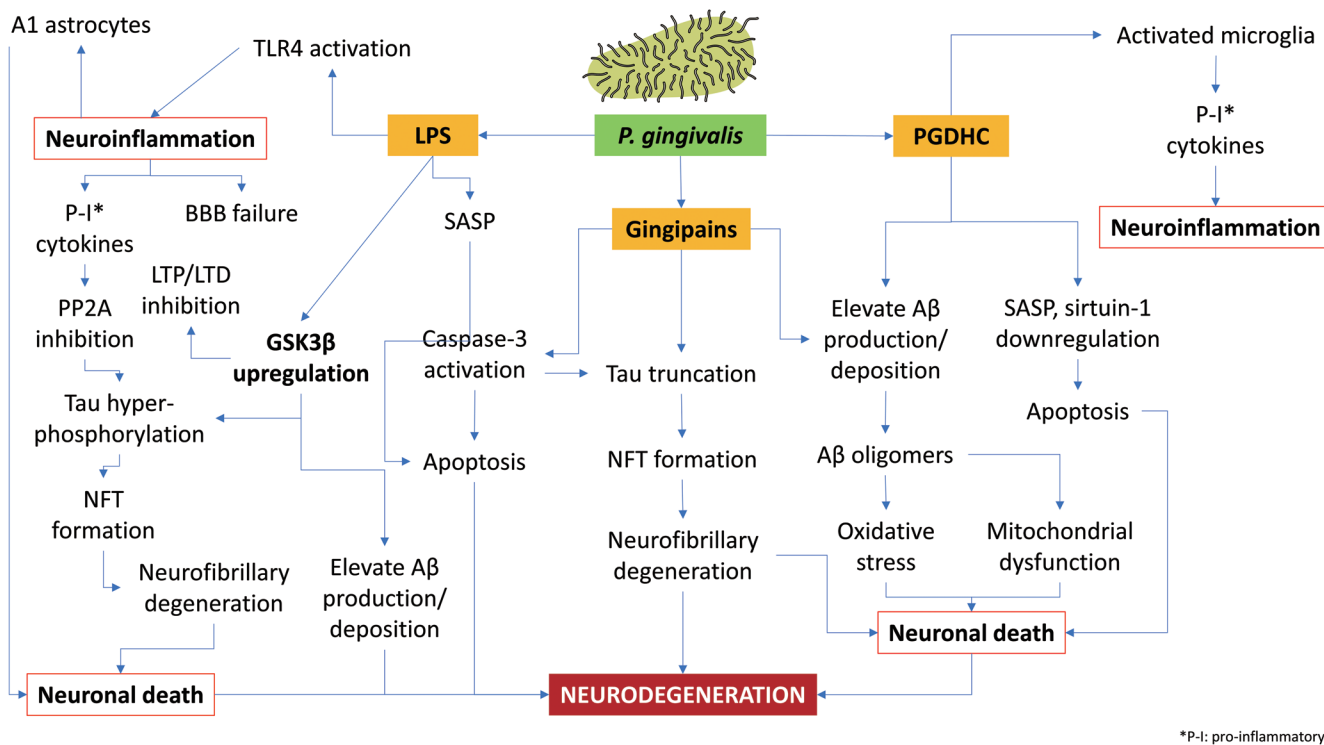 A1 astrocytes
TLR4 activation
Activated microglia
Neuroinflammation
LPS
P. gingivalis
PGDHC
P-I*
cytokines
Neuroinflammation
P-I*
cytokines
BBB failure
SASP
Gingipains
LTP/LTD
inhibition
PP2A
inhibition
GSK3β
upregulation
Caspase-3
activation
Tau truncation
Elevate Aβ
production/
deposition
SASP, sirtuin-1
downregulation
Tau hyper-
phosphorylation
Apoptosis
NFT formation
Aβ oligomers
Apoptosis
NFT
formation
Neurofibrillary
degeneration
Elevate Aβ
production/
deposition
Neurofibrillary
degeneration
Oxidative
stress
Mitochondrial
dysfunction
Neuronal death
Neuronal death
NEURODEGENERATION
*P-I: pro-inflammatory